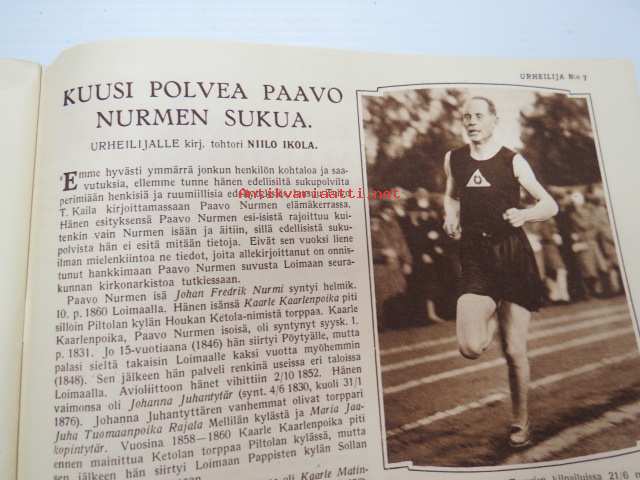 URHEILIJA N:o 7
KUUSI POLVEA PAAVO
NURMEN SUKUA.
URHEILIJALLE kirj. tohtori NIILO IKOLA.
Emme hyvästi ymmärrä jonkun henkilön kohtaloa ja saa-
vutuksia, ellemme tunne hänen edellisiltä sukupolvilta
perimiään henkisiä ja ruumiillisia edellytyksiä, lausuu tohtori
T. Kaila kirjoittamassaan Paavo Nurmen elämäkerrassa.
Hänen esityksensä Paavo Nurmen esi-isistä rajoittuu kui-
tenkin vain Nurmen isään ja äitiin, sillä edellisistä suku-
polvista hän ei esitä mitään tietoja. Eivät sen vuoksi liene
ilman mielenkiintoa ne tiedot, joita allekirjoittanut on onnis-
tunut hankkimaan Paavo Nurmen suvusta Loimaan seura-
kunnan kirkonarkistoa tutkiessaan.
Paavo Nurmen isä Johan Fredrik Nurmi syntyi helmik.
10. p. 1860 Loimaalla. Hänen isänsä Kaarle Kaarlenpoika piti
silloin Piltolan kylän Houkan Ketola-nimistä torppaa. Kaarle
Kaarlenpoika, Paavo Nurmen isoisä, oli syntynyt syysk. 1.
p. 1831. Jo 15-vuotiaana (1846) hän siirtyi Pöytyälle, mutta
palasi sieltä takaisin Loimaalle kaksi vuotta myöhemmin
(1848). Sen jälkeen hän palveli renkinä useissa eri taloissa
Loimaalla. Avioliittoon hänet vihittiin 2/10 1852. Hänen
vaimonsa oli Johanna Juhantytär (synt. 4/6 1830, kuoli 31/1
1876). Johanna Juhantyttären vanhemmat olivat torppari
Juha Tuomaanpoika Rajala Mellilän kylästä ja Maria Jaa-
kopintytär. Vuosina 1858—1860 Kaarle Kaarlenpoika piti
ennen mainittua Ketolan torppaa Piltolan kylässä, mutta
sen jälkeen hän siirtyi Loimaan Pappisten kylän Sollan
oli Kaarle Matin-
kilpailuissa 21/6
Antikvariaatti.net